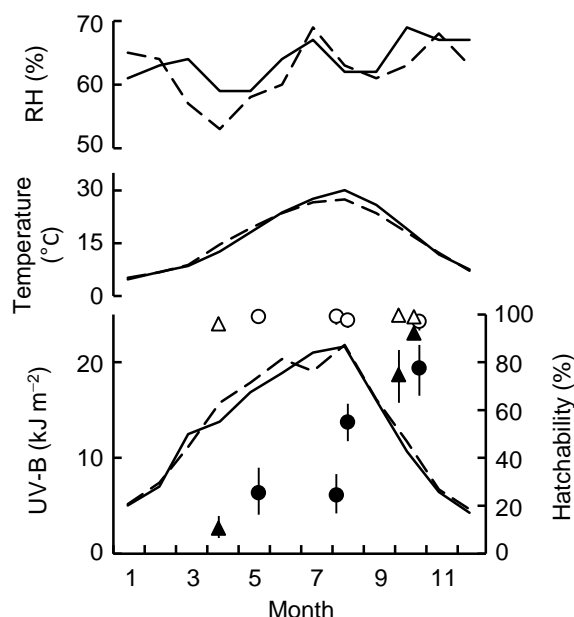 70
60
50
RH (%)
30
15
0
Temperature
(°C)
20
10
0
UV-B (kJ m−2)
100
80
60
40
20
0
Hatchability (%)
1 3 5 7 9 11
Month